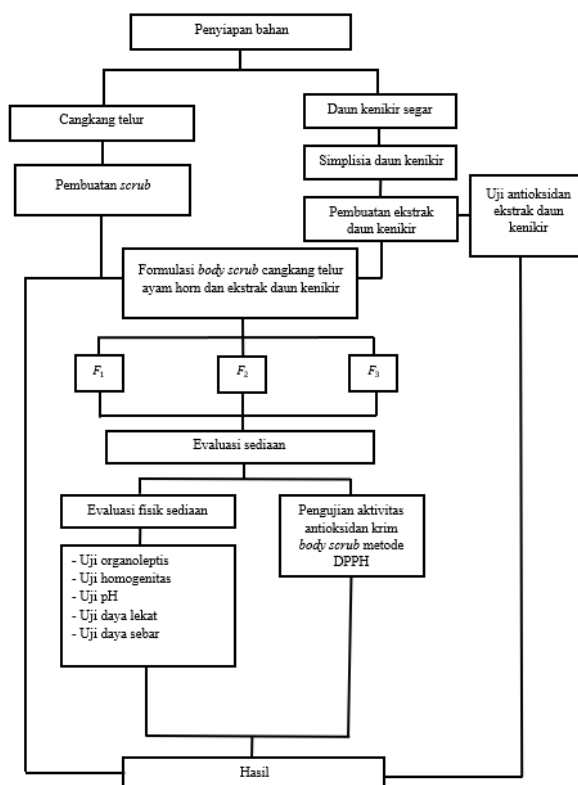 Penyiapan bahan
Cangkang telur
Daun kenikir segar
Simplisia daun kenikir
Pembuatan scrub
Pembuatan ekstrak
daun kenikir
Uji antioksidan
ekstrak daun
kenikir
Formulasi body scrub cangkang telur
ayam horn dan ekstrak daun kenikir
F1
F2
F3
Evaluasi sediaan
Evaluasi fisik sediaan
- Uji organoleptis
- Uji homogenitas
- Uji pH
- Uji daya lekat
- Uji daya sebar
Pengujian aktivitas
antioksidan krim
body scrub metode
DPPH
Hasil